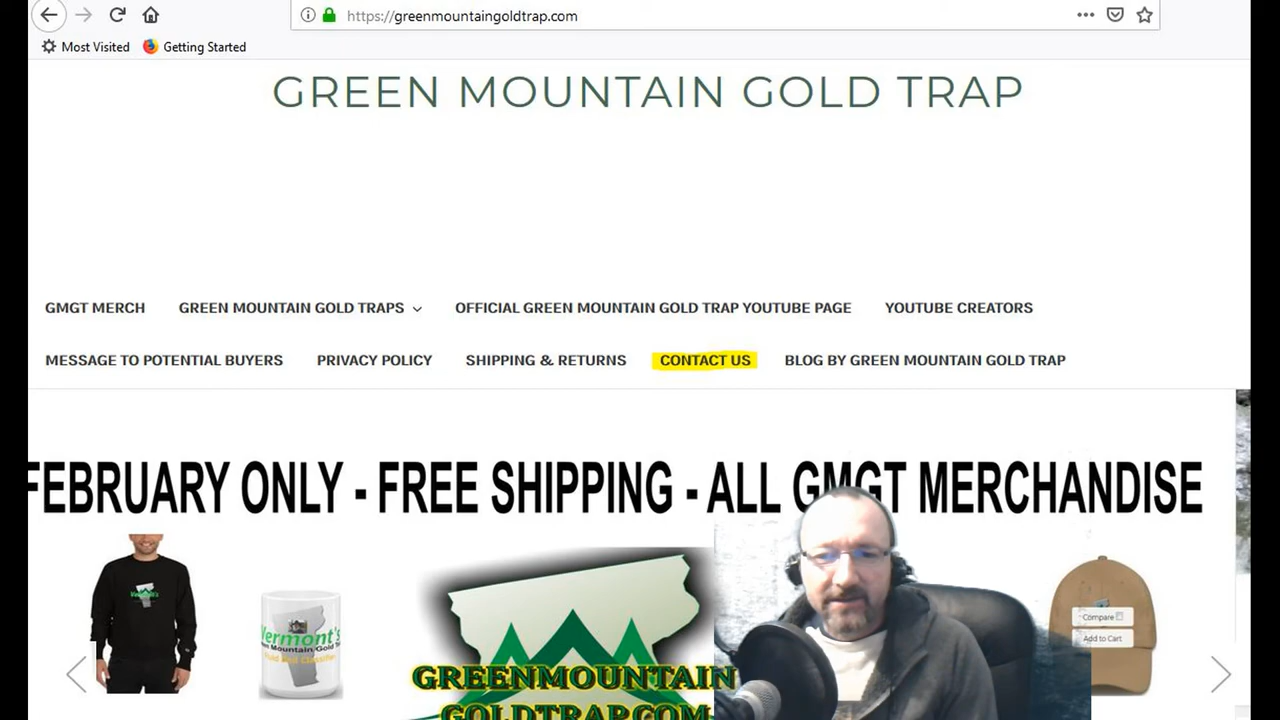 https://greenmountaingoldtrap.com
Most Visited Getting Started
GREEN MOUNTAIN GOLD TRAP
GMGT MERCH GREEN MOUNTAIN GOLD TRAPS OFFICIAL GREEN MOUNTAIN GOLD TRAP YOUTUBE PAGE YOUTUBE CREATORS
MESSAGE TO POTENTIAL BUYERS PRIVACY POLICY SHIPPING & RETURNS CONTACT US BLOG BY GREEN MOUNTAIN GOLD TRAP
FEBRUARY ONLY - FREE SHIPPING - ALL GMGT MERCHANDISE
Vermont's
Compare
Add to Cart
GREENMOUNTAIN
GOLDTRAP.COM